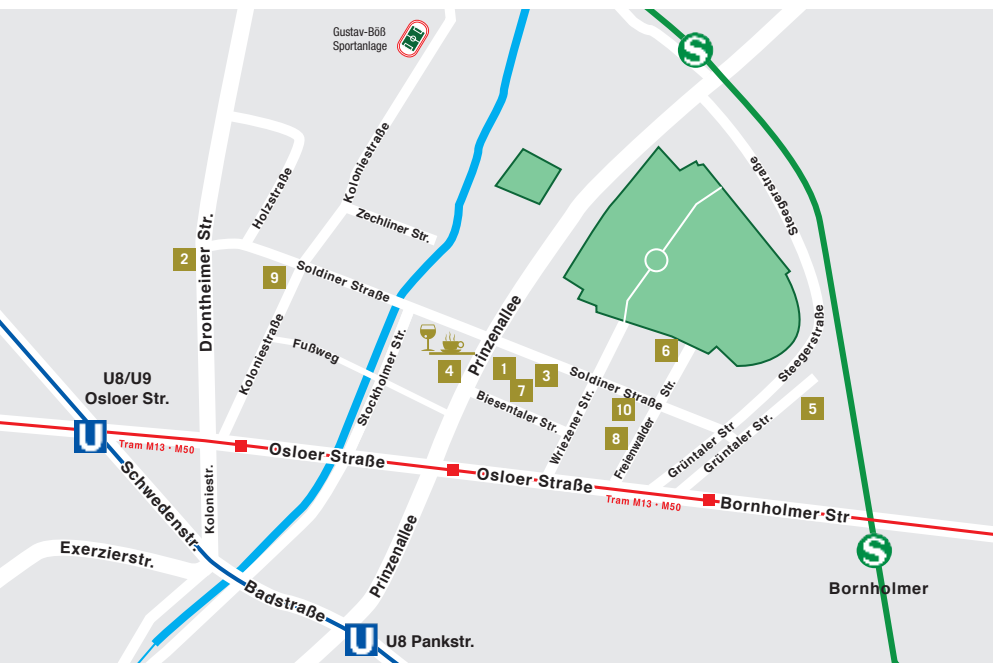 Gustav-Böß
Sportanlage
S
Koloniestraße
Steegerstraße
Holzstraße
Zechliner Str.
Drontheimer Str.
2
9
Soldiner Straße
Prinzenallee
Koloniestraße
Fußweg
Stockholmer Str.
4
1
7
3
6
Soldiner Straße
Steegerstraße
U8/U9
Osloer Str.
U
Tram M13 • M50
Biesentaler Str.
10
8
5
Wriezener Str.
Freienwalder Str.
Grüntaler Str
Grüntaler Str.
Osloer Straße
Osloer Straße
Tram M13 • M50
Bornholmer Str
Schwedenstr.
Koloniestr.
Exerzierstr.
Prinzenallee
S
Bornholmer
Badstraße
U
U8 Pankstr.